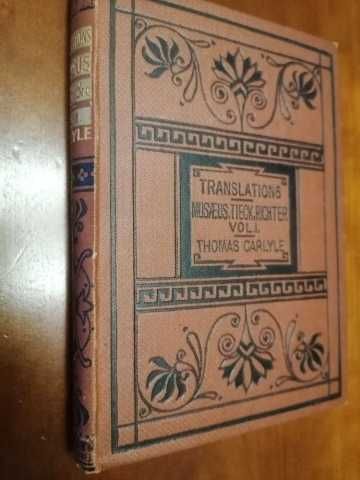 TRANSLATIONS
MUSÆUS, TIECK, RICHTER
VOL I.
THOMAS CARLYLE.